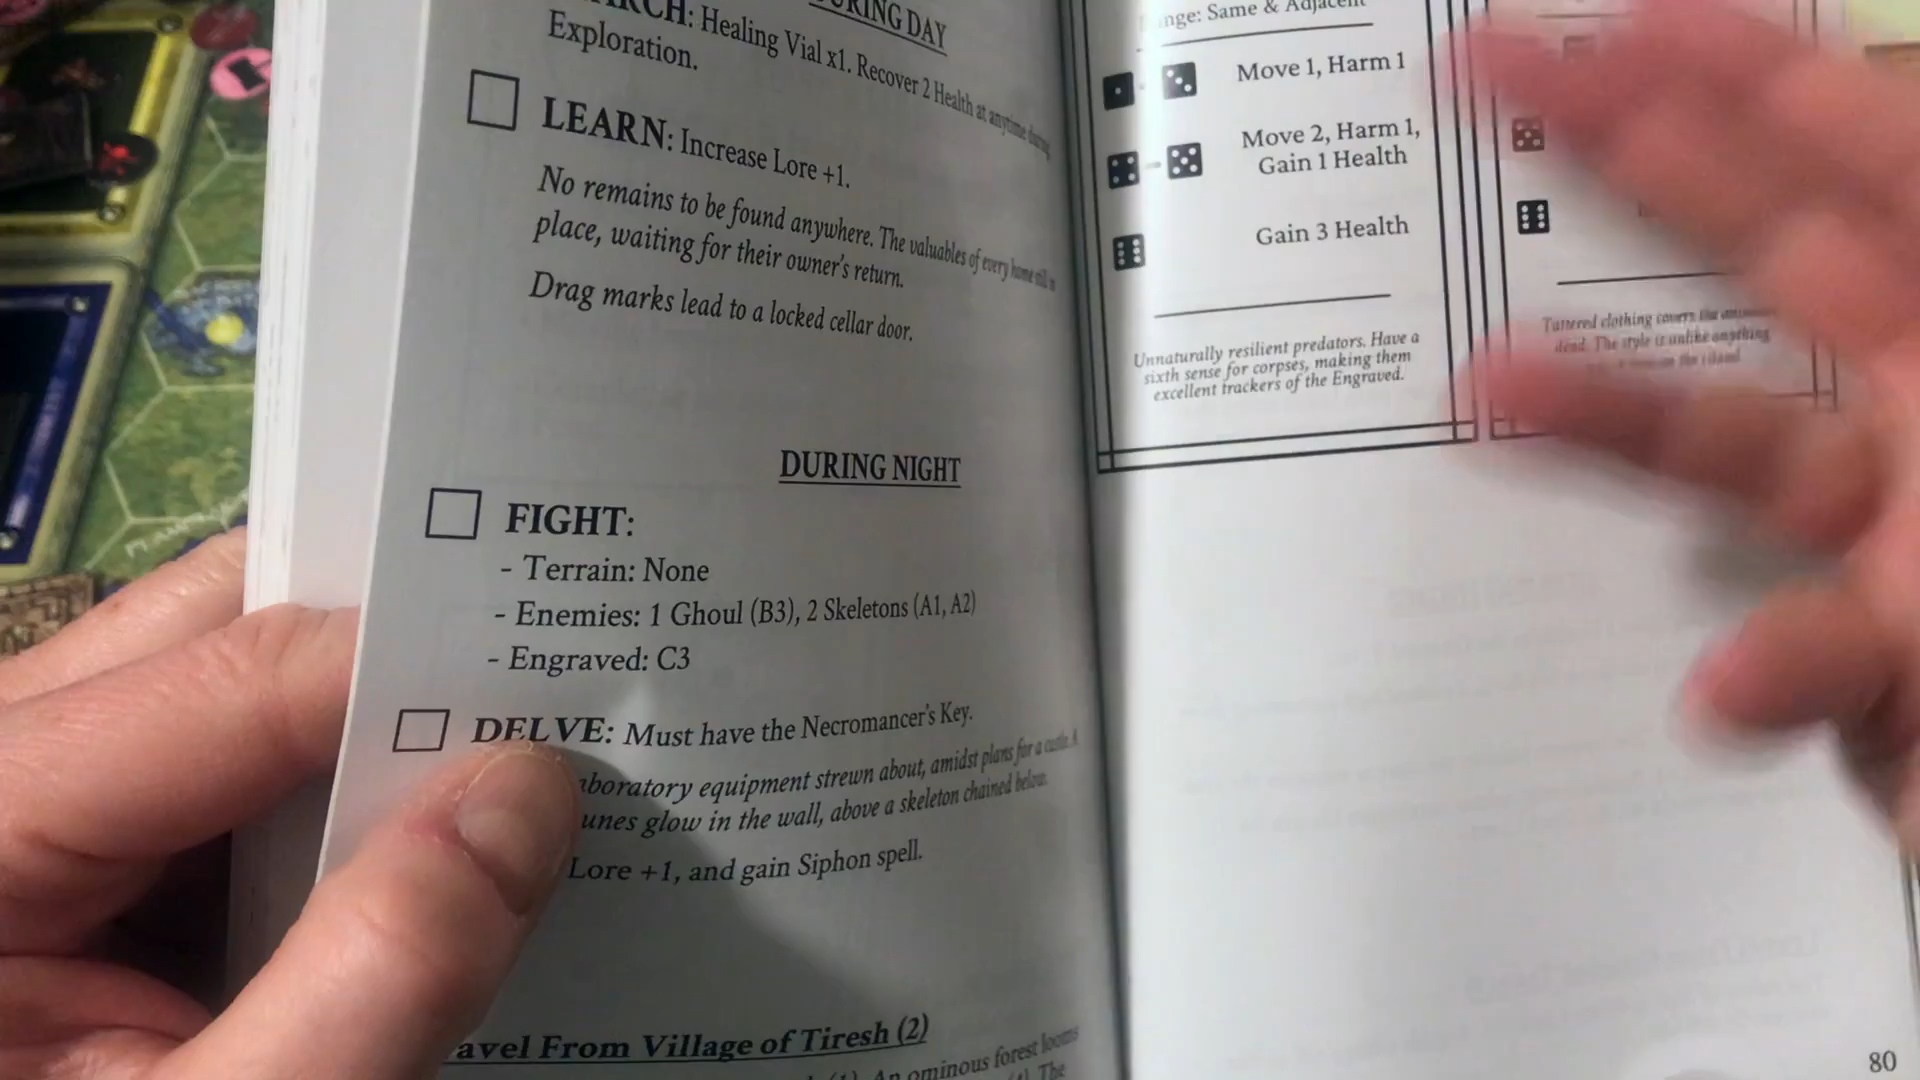 DURING DAY
Healing Vial x1. Recover 2 Health at anytime during
Exploration.
LEARN: Increase Lore +1.
No remains to be found anywhere. The valuables of every home still in
place, waiting for their owner's return.
Drag marks lead to a locked cellar door.
DURING NIGHT
FIGHT:
- Terrain: None
- Enemies: 1 Ghoul (B3), 2 Skeletons (A1, A2)
- Engraved: C3
DELVE: Must have the Necromancer's Key.
equipment strewn about, amidst plans for a castle. A
glow in the wall, above a skeleton chained below.
Lore +1, and gain Siphon spell.
From Village of Tiresh (2)
An ominous forest looms
The
Same & Adjacent
Move 1, Harm 1
Move 2, Harm 1,
Gain 1 Health
Gain 3 Health
Unnaturally resilient predators. Have a
sixth sense for corpses, making them
excellent trackers of the Engraved.
Tattered clothing covers the
dead. The style is unlike anything
80